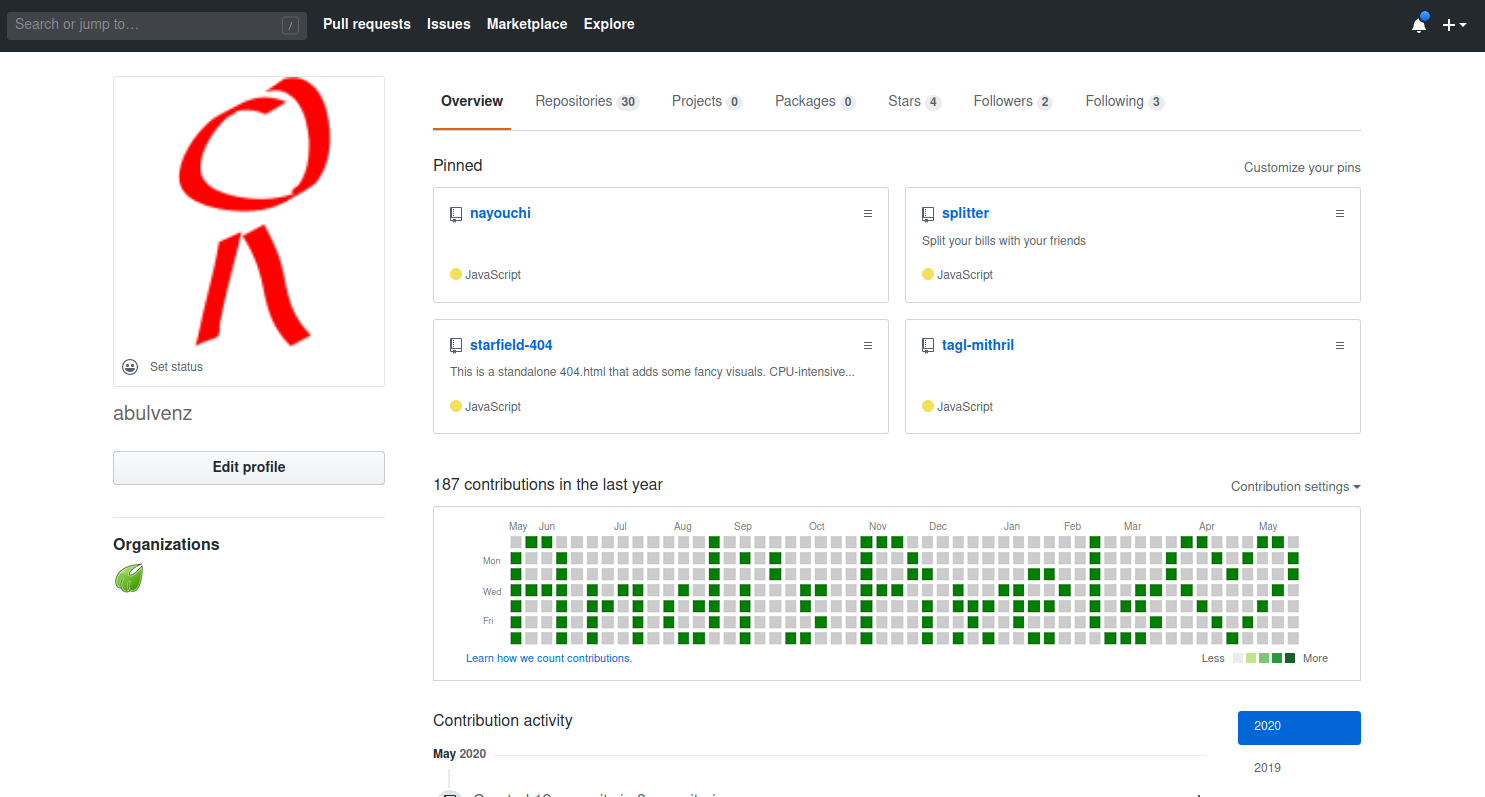 Search or jump to…
/
Pull requests
Issues
Marketplace
Explore
Overview
Repositories 30
Projects 0
Packages 0
Stars 4
Followers 2
Following 3
Set status
abulvenz
Edit profile
Organizations
Pinned
Customize your pins
nayouchi
JavaScript
splitter
Split your bills with your friends
JavaScript
starfield-404
This is a standalone 404.html that adds some fancy visuals. CPU-intensive...
JavaScript
tagl-mithril
JavaScript
187 contributions in the last year
Contribution settings
May Jun Jul Aug Sep Oct Nov Dec Jan Feb Mar Apr May
Mon
Wed
Fri
Learn how we count contributions.
Less
More
Contribution activity
2020
May 2020
2019